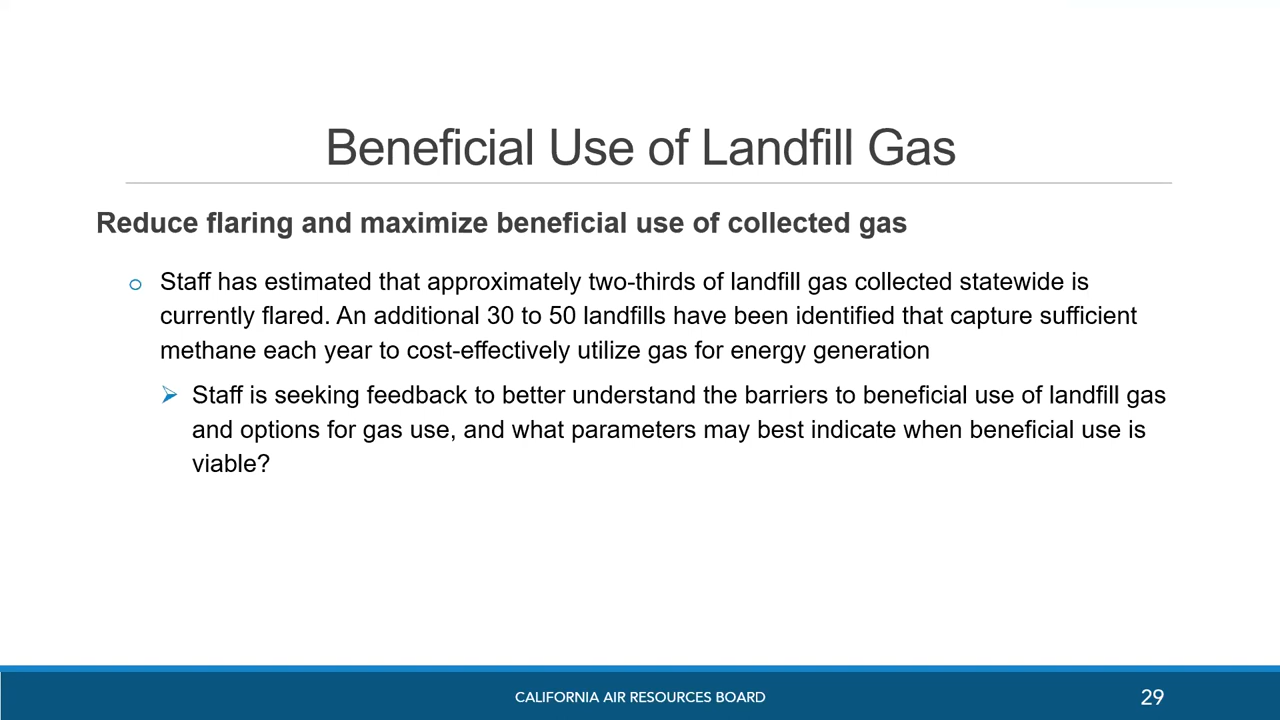 Beneficial Use of Landfill Gas
Reduce flaring and maximize beneficial use of collected gas
Staff has estimated that approximately two-thirds of landfill gas collected statewide is
currently flared. An additional 30 to 50 landfills have been identified that capture sufficient
methane each year to cost-effectively utilize gas for energy generation
Staff is seeking feedback to better understand the barriers to beneficial use of landfill gas
and options for gas use, and what parameters may best indicate when beneficial use is
viable?
CALIFORNIA AIR RESOURCES BOARD
29